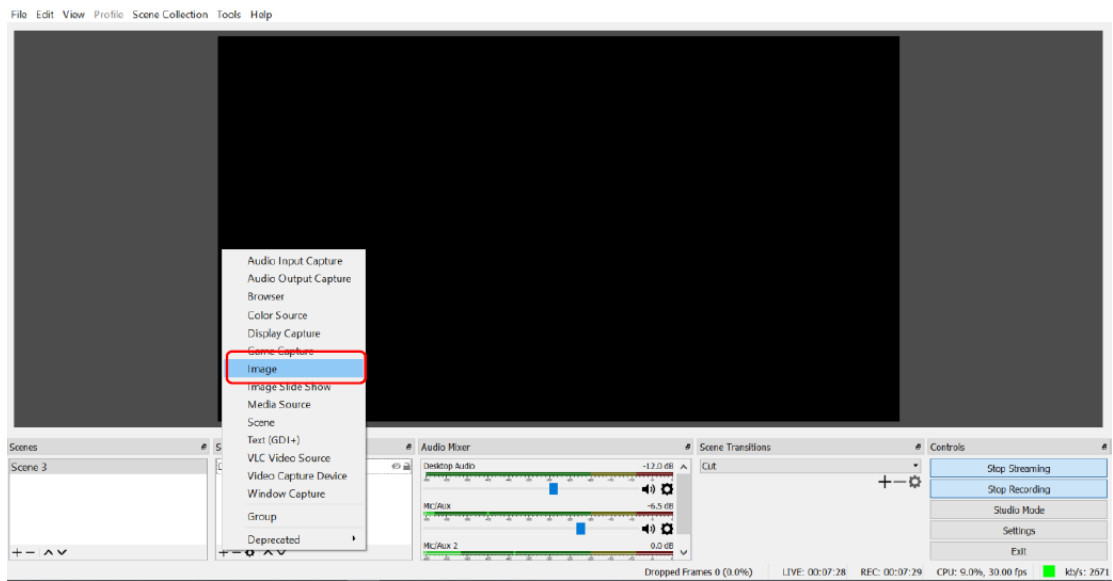 File Edit View Profile Scene Collection Tools Help
Audio Input Capture
Audio Output Capture
Browser
Color Source
Display Capture
Game Capture
Image
Image Slide Show
Media Source
Scene
Text (GDI+)
VLC Video Source
Video Capture Device
Window Capture
Group
Deprecated
Scenes
Scene 3
S
Audio Mixer
Desktop Audio -12.0 dB
Mic/Aux -6.5 dB
Mic/Aux 2 0.0 dB
Scene Transitions
Cut
Controls
Stop Streaming
Stop Recording
Studio Mode
Settings
Exit
Dropped Frames 0 (0.0%) LIVE: 00:07:28 REC: 00:07:29 CPU: 9.0%, 30.00 fps kb/s: 2671